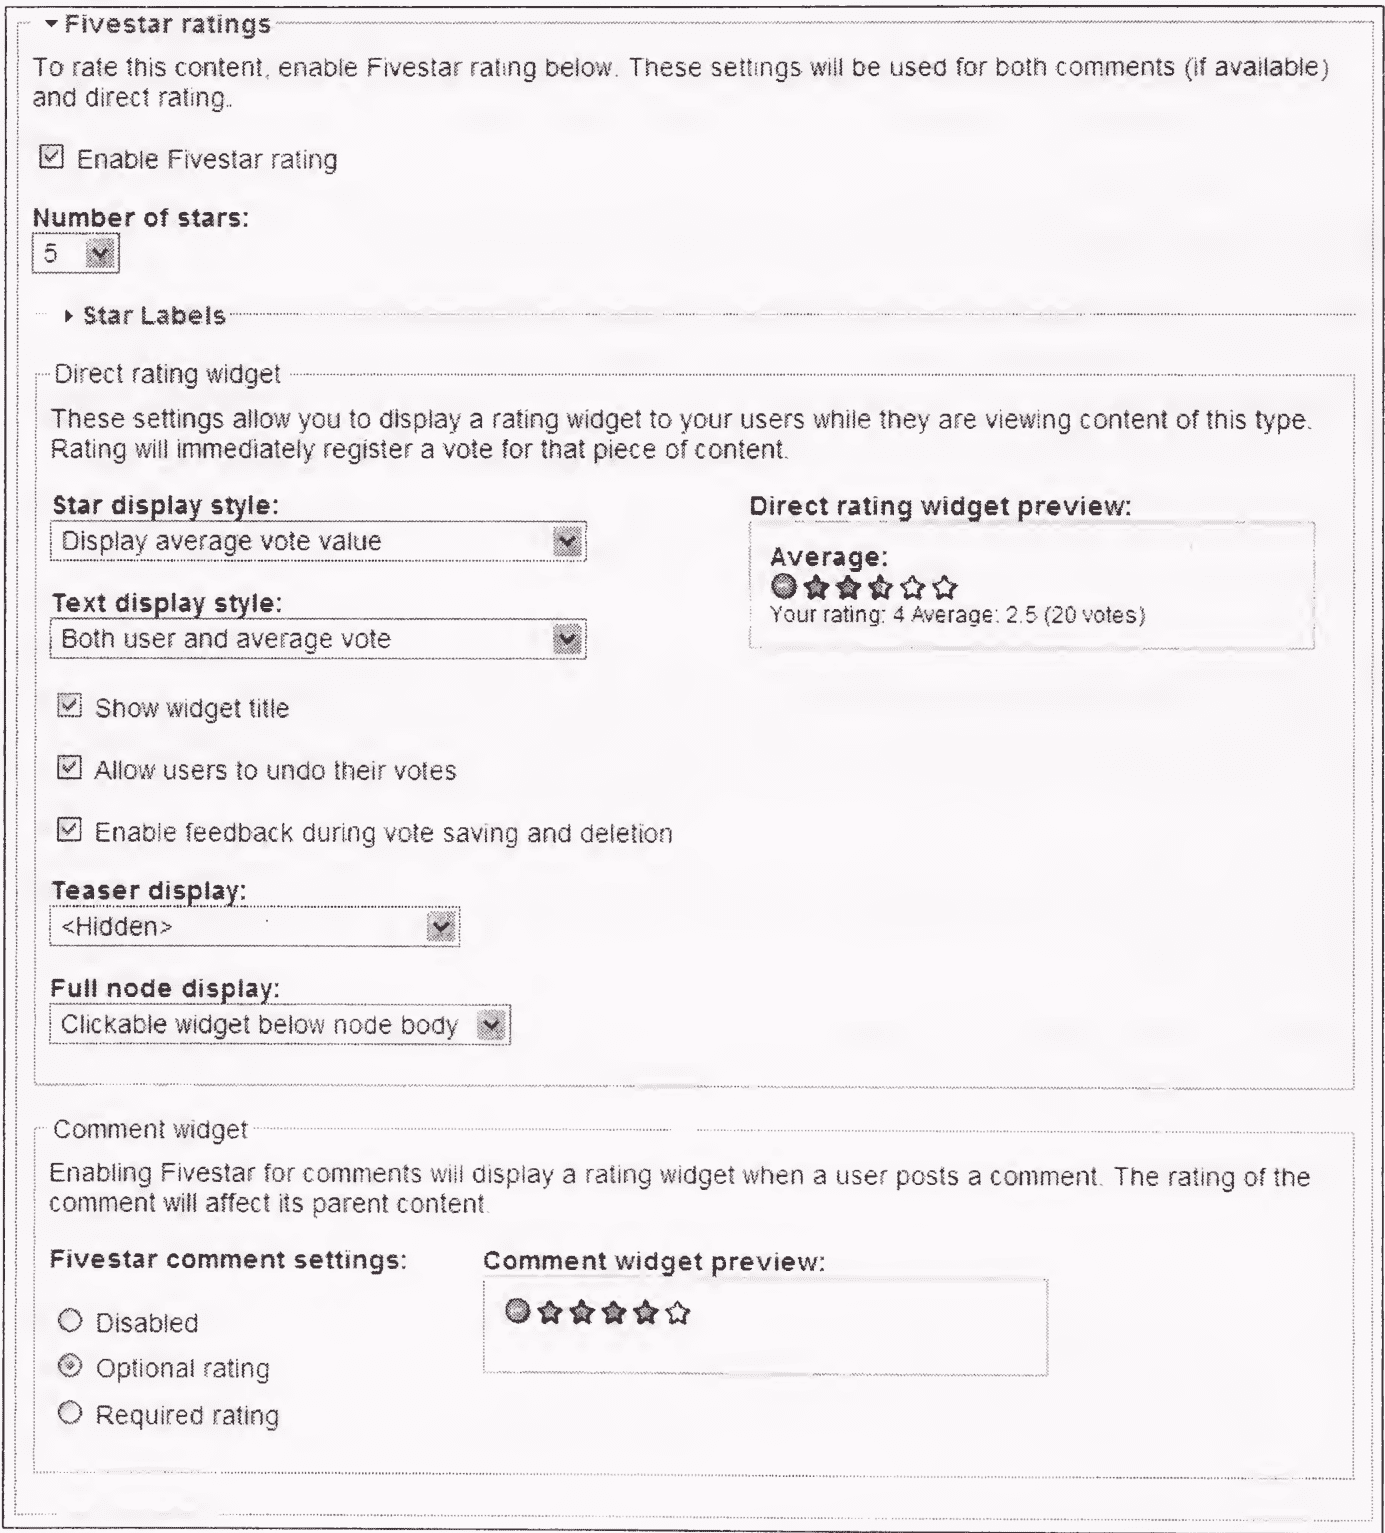 Fivestar ratings
To rate this content, enable Fivestar rating below. These settings will be used for both comments (if available)
and direct rating.
Enable Fivestar rating
Number of stars:
5
Star Labels
Direct rating widget
These settings allow you to display a rating widget to your users while they are viewing content of this type.
Rating will immediately register a vote for that piece of content.
Star display style:
Display average vote value
Text display style:
Both user and average vote
Show widget title
Allow users to undo their votes
Enable feedback during vote saving and deletion
Teaser display:
<Hidden>
Full node display:
Clickable widget below node body
Direct rating widget preview:
Average:
Your rating: 4 Average: 2.5 (20 votes)
Comment widget
Enabling Fivestar for comments will display a rating widget when a user posts a comment. The rating of the
comment will affect its parent content.
Fivestar comment settings:
Disabled
Optional rating
Required rating
Comment widget preview: